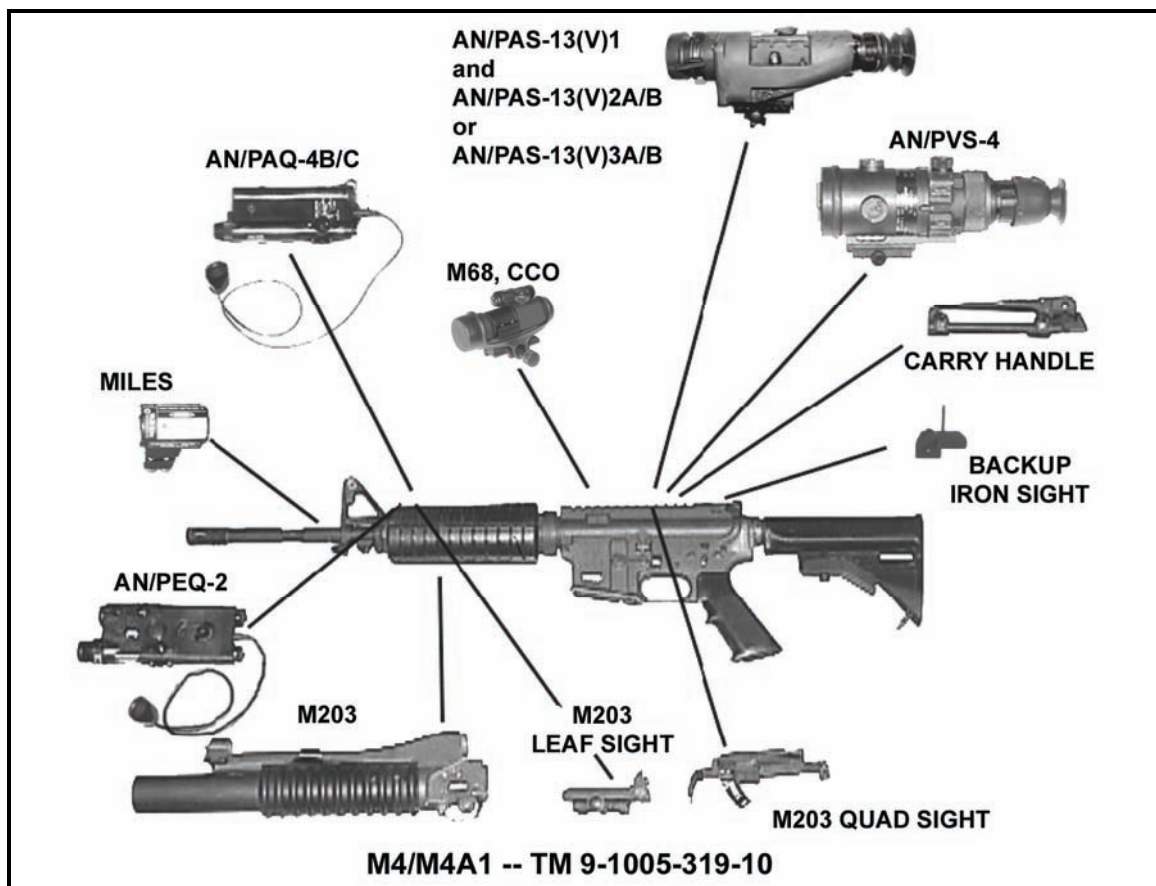 AN/PAS-13(V)1
and
AN/PAS-13(V)2A/B
or
AN/PAS-13(V)3A/B
AN/PAQ-4B/C
AN/PVS-4
M68, CCO
CARRY HANDLE
MILES
BACKUP
IRON SIGHT
AN/PEQ-2
M203
M203
LEAF SIGHT
M203 QUAD SIGHT
M4/M4A1 -- TM 9-1005-319-10